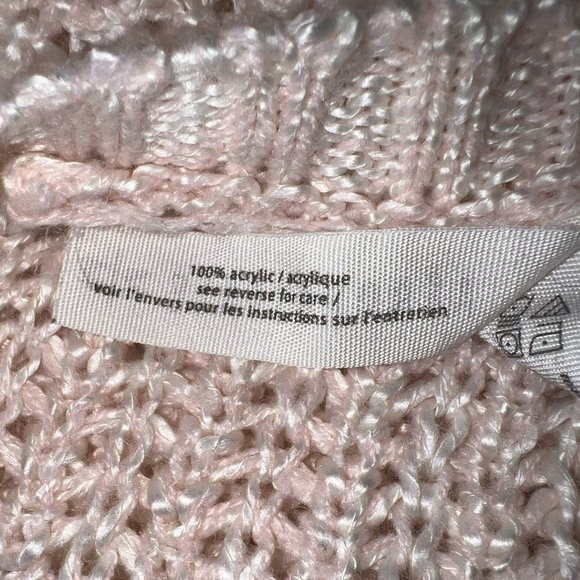 100% acrylic / acrylique
see reverse for care /
voir l'envers pour les instructions sur l'entretien